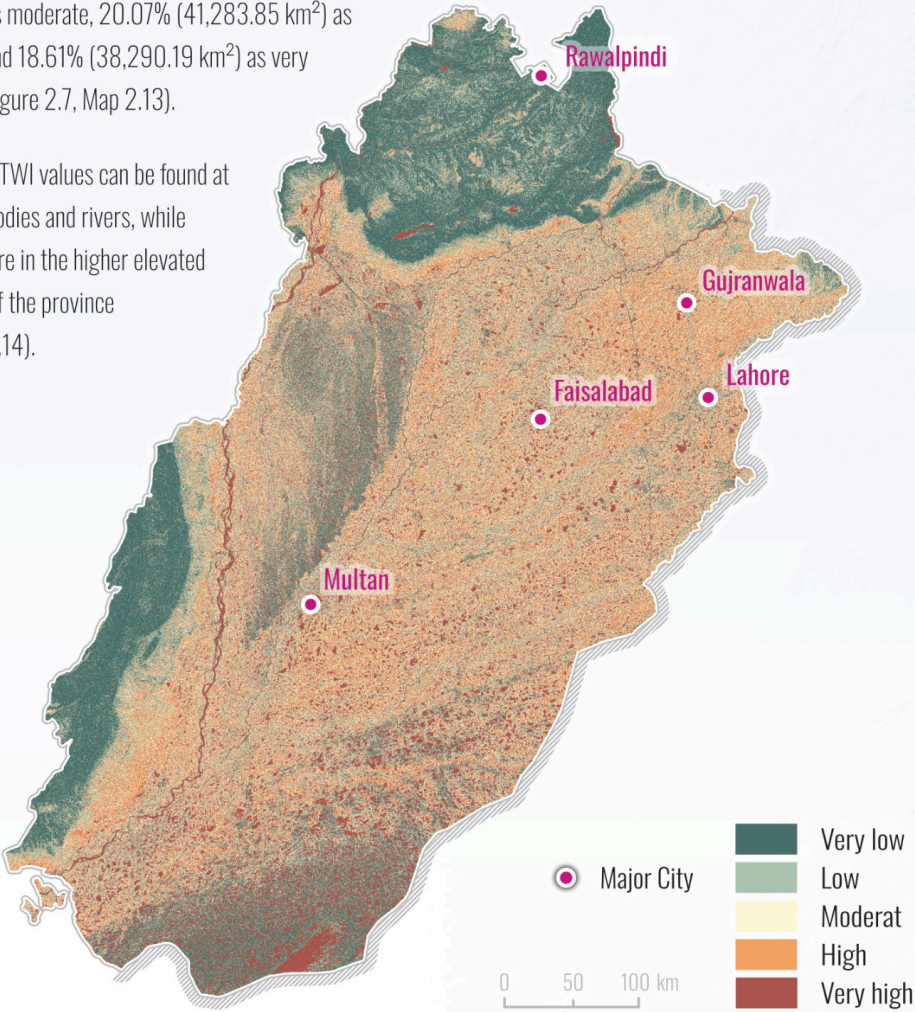 s moderate, 20.07% (41,283.85 km²) as
nd 18.61% (38,290.19 km²) as very
gure 2.7, Map 2.13).
TWI values can be found at
odies and rivers, while
re in the higher elevated
f the province
.14).
Rawalpindi
Gujranwala
Lahore
Faisalabad
Multan
Major City
0 50 100 km
Very low
Low
Moderat
High
Very high